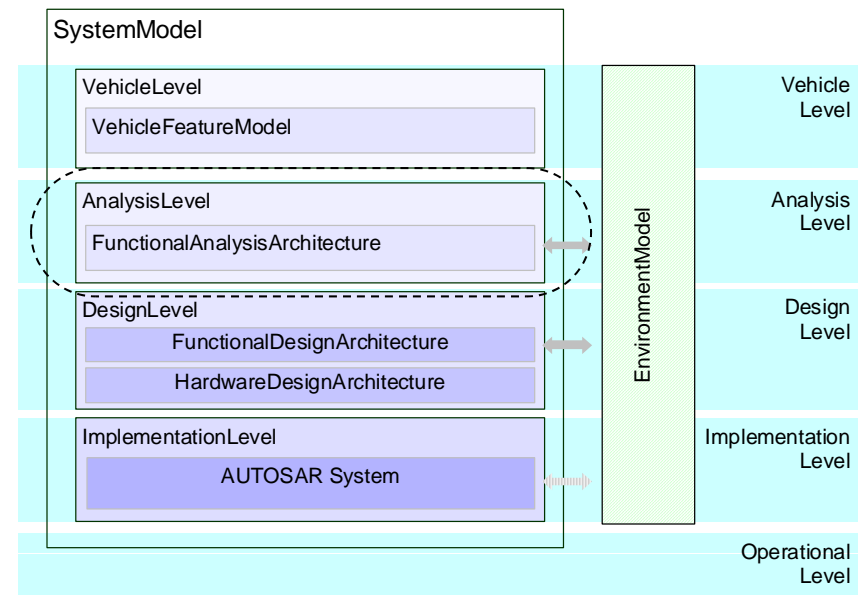 SystemModel
VehicleLevel
VehicleFeatureModel
Vehicle
Level
AnalysisLevel
FunctionalAnalysisArchitecture
Analysis
Level
EnvironmentModel
DesignLevel
FunctionalDesignArchitecture
HardwareDesignArchitecture
Design
Level
ImplementationLevel
AUTOSAR System
Implementation
Level
Operational
Level